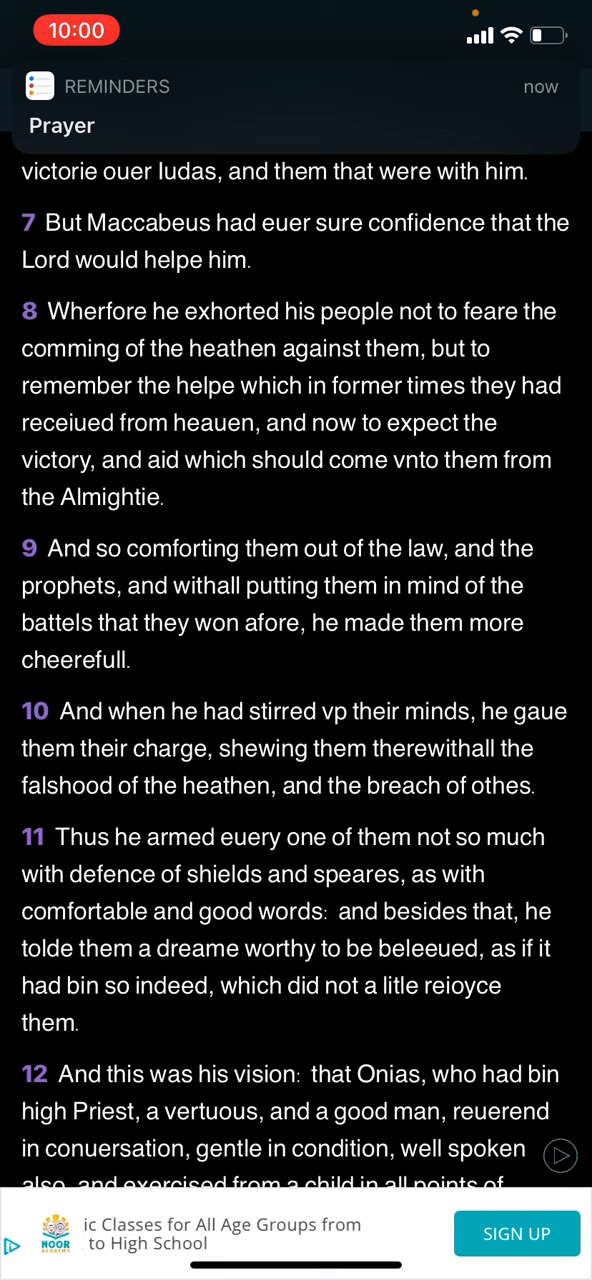 10:00
REMINDERS
now
Prayer
victorie ouer Iudas, and them that were with him.
7 But Maccabeus had euer sure confidence that the
Lord would helpe him.
8 Wherfore he exhorted his people not to feare the
comming of the heathen against them, but to
remember the helpe which in former times they had
receiued from heauen, and now to expect the
victory, and aid which should come vnto them from
the Almightie.
9 And so comforting them out of the law, and the
prophets, and withall putting them in mind of the
battels that they won afore, he made them more
cheerefull.
10 And when he had stirred vp their minds, he gaue
them their charge, shewing them therewithall the
falshood of the heathen, and the breach of othes.
11 Thus he armed euery one of them not so much
with defence of shields and speares, as with
comfortable and good words: and besides that, he
tolde them a dreame worthy to be beleeued, as if it
had bin so indeed, which did not a litle reioyce
them.
12 And this was his vision: that Onias, who had bin
high Priest, a vertuous, and a good man, reuerend
in conuersation, gentle in condition, well spoken
also, and exercised from a child in all points of
ic Classes for All Age Groups from
to High School
NOOR
ACADEMY
SIGN UP